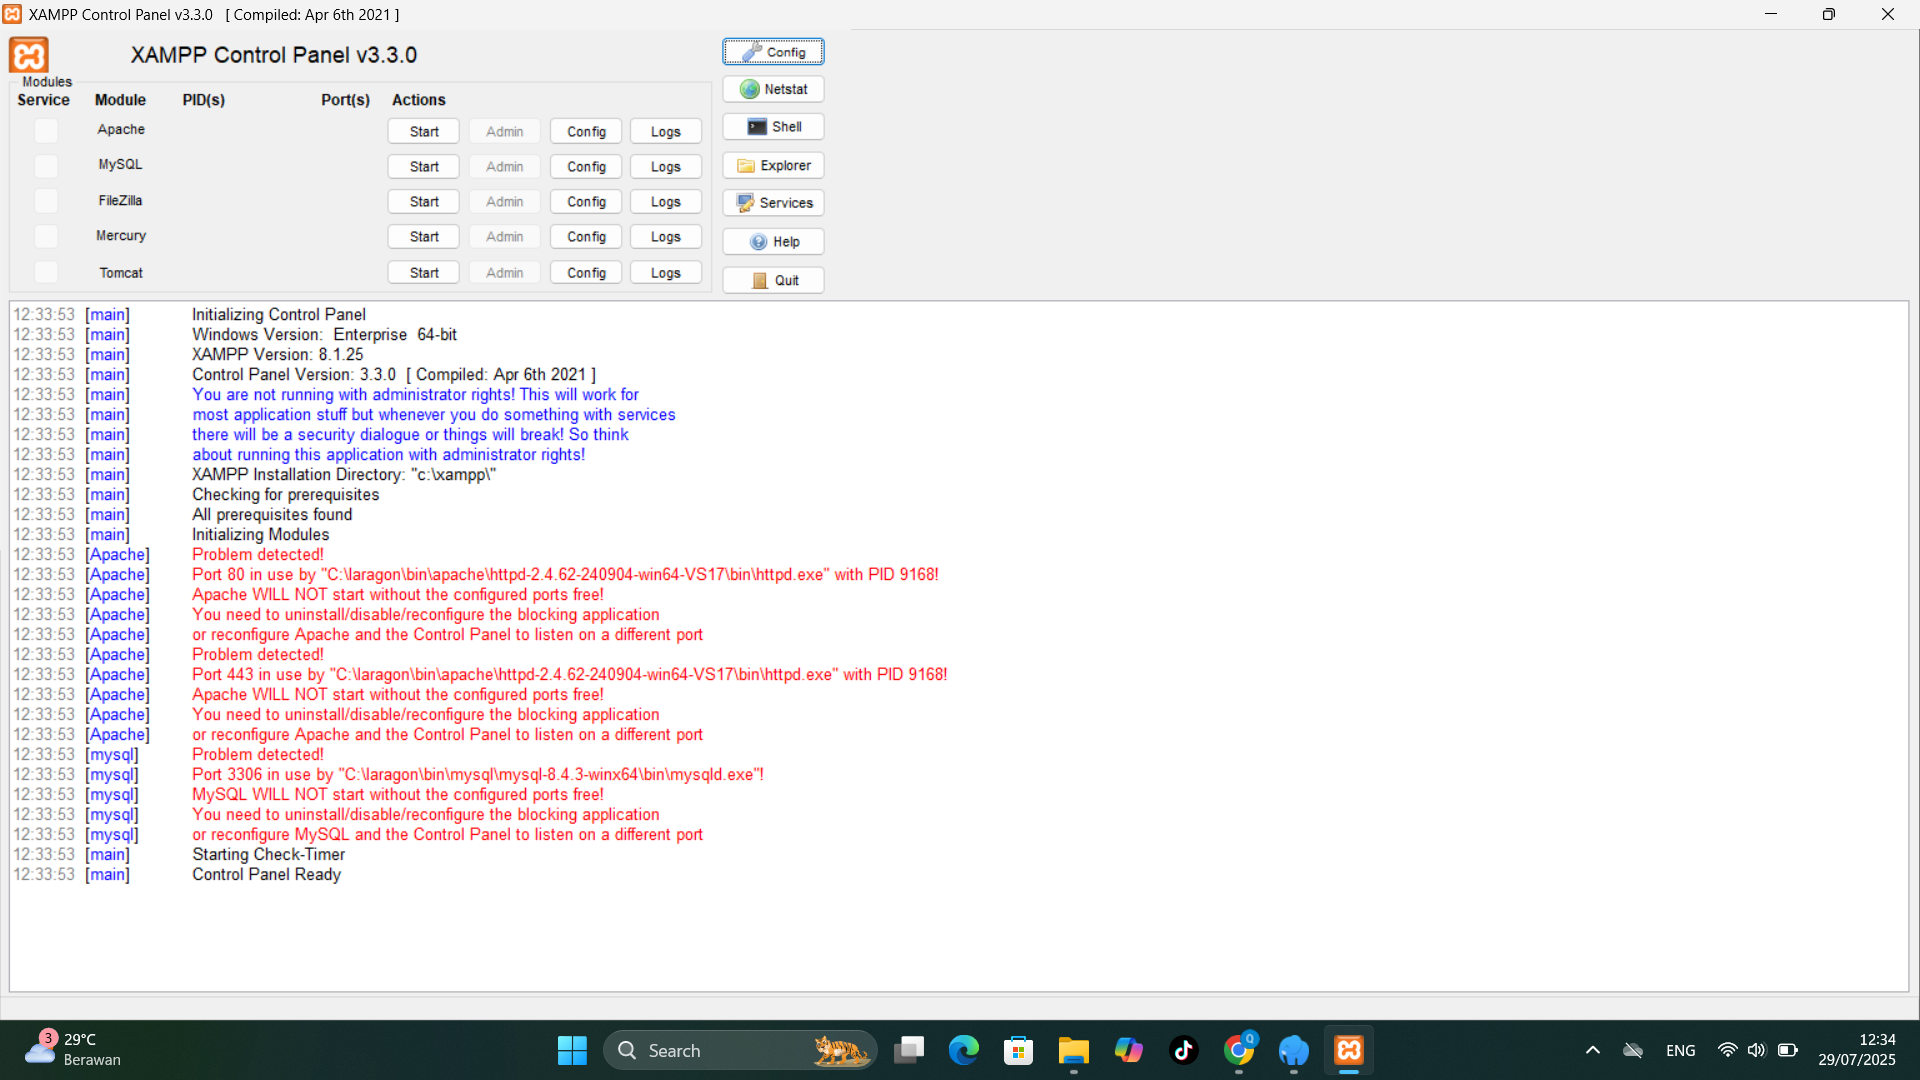 XAMPP Control Panel v3.3.0 [ Compiled: Apr 6th 2021 ]
XAMPP Control Panel v3.3.0
Config
Modules
Service Module PID(s) Port(s) Actions
Netstat
Apache Start Admin Config Logs
Shell
MySQL Start Admin Config Logs
Explorer
FileZilla Start Admin Config Logs
Services
Mercury Start Admin Config Logs
Help
Tomcat Start Admin Config Logs
Quit
12:33:53 [main] Initializing Control Panel
12:33:53 [main] Windows Version: Enterprise 64-bit
12:33:53 [main] XAMPP Version: 8.1.25
12:33:53 [main] Control Panel Version: 3.3.0 [ Compiled: Apr 6th 2021 ]
12:33:53 [main] You are not running with administrator rights! This will work for
12:33:53 [main] most application stuff but whenever you do something with services
12:33:53 [main] there will be a security dialogue or things will break! So think
12:33:53 [main] about running this application with administrator rights!
12:33:53 [main] XAMPP Installation Directory: "c:\xampp\"
12:33:53 [main] Checking for prerequisites
12:33:53 [main] All prerequisites found
12:33:53 [main] Initializing Modules
12:33:53 [Apache] Problem detected!
12:33:53 [Apache] Port 80 in use by "C:\laragon\bin\apache\httpd-2.4.62-240904-win64-VS17\bin\httpd.exe" with PID 9168!
12:33:53 [Apache] Apache WILL NOT start without the configured ports free!
12:33:53 [Apache] You need to uninstall/disable/reconfigure the blocking application
12:33:53 [Apache] or reconfigure Apache and the Control Panel to listen on a different port
12:33:53 [Apache] Problem detected!
12:33:53 [Apache] Port 443 in use by "C:\laragon\bin\apache\httpd-2.4.62-240904-win64-VS17\bin\httpd.exe" with PID 9168!
12:33:53 [Apache] Apache WILL NOT start without the configured ports free!
12:33:53 [Apache] You need to uninstall/disable/reconfigure the blocking application
12:33:53 [Apache] or reconfigure Apache and the Control Panel to listen on a different port
12:33:53 [mysql] Problem detected!
12:33:53 [mysql] Port 3306 in use by "C:\laragon\bin\mysql\mysql-8.4.3-winx64\bin\mysqld.exe"!
12:33:53 [mysql] MySQL WILL NOT start without the configured ports free!
12:33:53 [mysql] You need to uninstall/disable/reconfigure the blocking application
12:33:53 [mysql] or reconfigure MySQL and the Control Panel to listen on a different port
12:33:53 [main] Starting Check-Timer
12:33:53 [main] Control Panel Ready
3 29°C
Berawan
Search
Q
ENG
12:34
29/07/2025